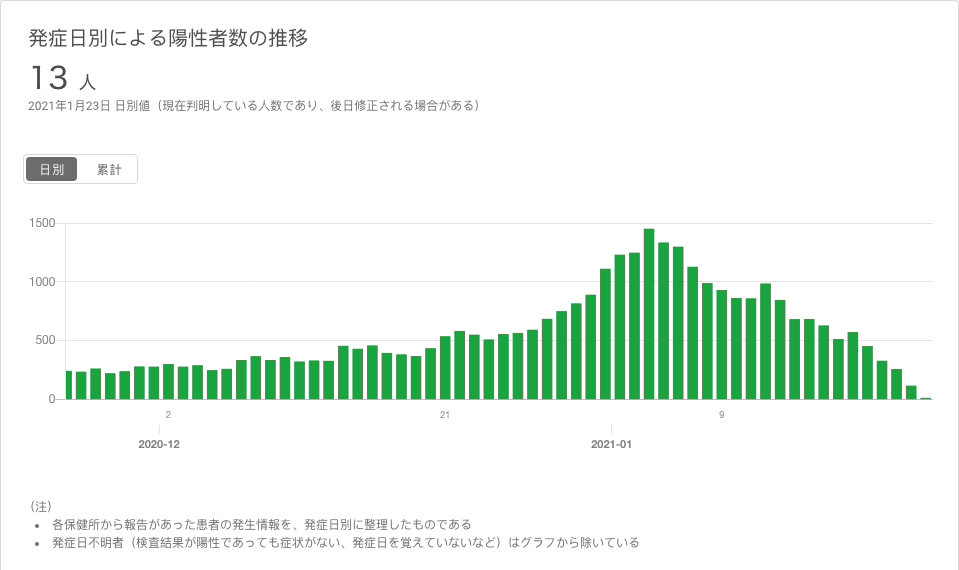 発症日別による陽性者数の推移
13 人
2021年1月23日 日別値（現在判明している人数であり、後日修正される場合がある）
日別 累計
1500
1000
500
0
2 21 9
2020-12 2021-01
（注）
• 各保健所から報告があった患者の発生情報を、発症日別に整理したものである
• 発症日不明者（検査結果が陽性であっても症状がない、発症日を覚えていないなど）はグラフから除いている